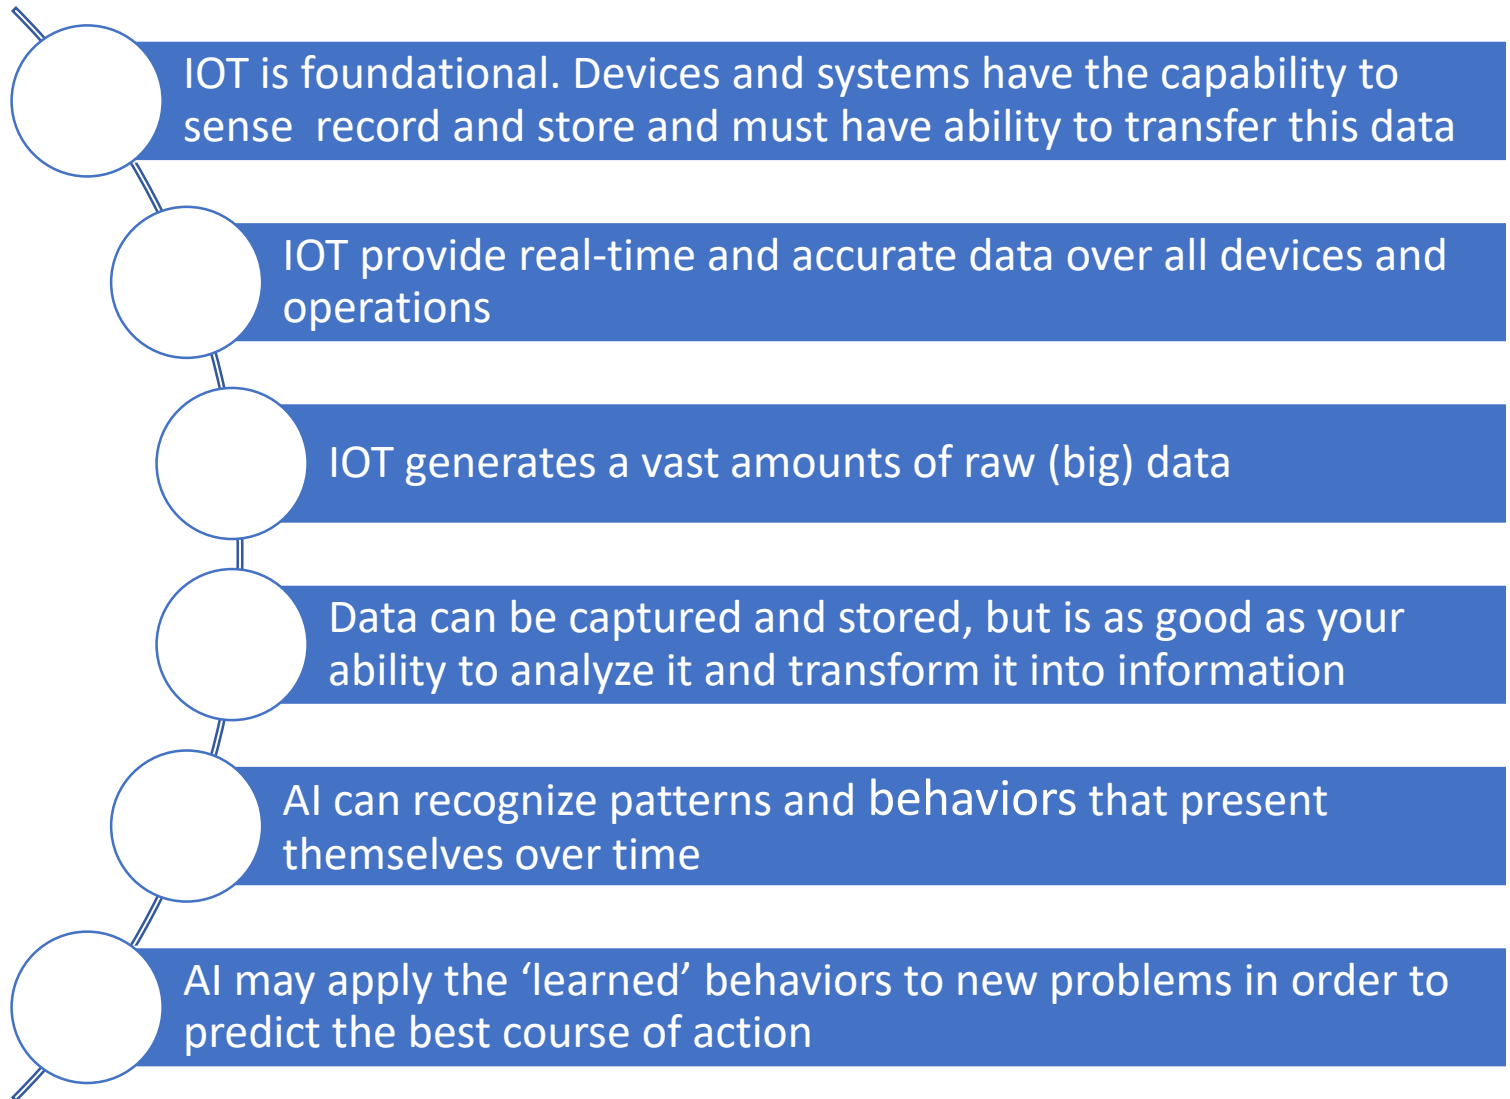 IOT is foundational. Devices and systems have the capability to
sense  record and store and must have ability to transfer this data
IOT provide real-time and accurate data over all devices and
operations
IOT generates a vast amounts of raw (big) data
Data can be captured and stored, but is as good as your
ability to analyze it and transform it into information
AI can recognize patterns and behaviors that present
themselves over time
AI may apply the ‘learned’ behaviors to new problems in order to
predict the best course of action